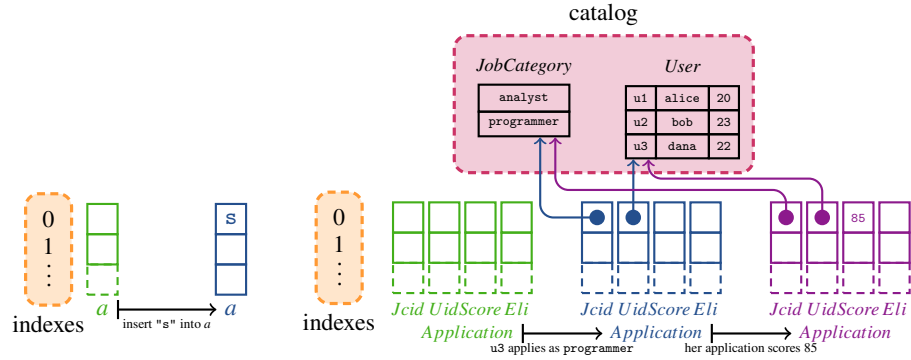 catalog
JobCategory
User
analyst
programmer
u1 alice 20
u2 bob 23
u3 dana 22
0
1
⋮
indexes
a
s
a
insert "s" into a
0
1
⋮
indexes
85
Jcid Uid Score Eli
Application
Jcid Uid Score Eli
Application
Jcid Uid Score Eli
Application
u3 applies as programmer
her application scores 85